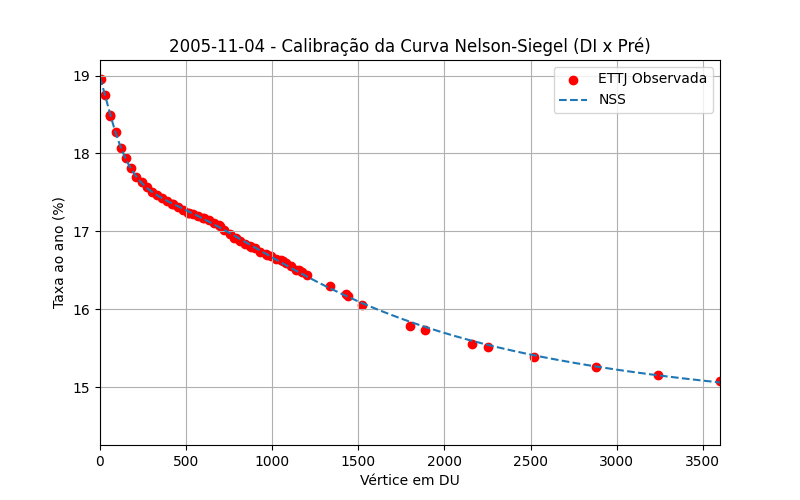 2005-11-04 - Calibração da Curva Nelson-Siegel (DI x Pré)
ETTJ Observada
NSS
Taxa ao ano (%)
19
18
17
16
15
0 500 1000 1500 2000 2500 3000 3500
Vértice em DU